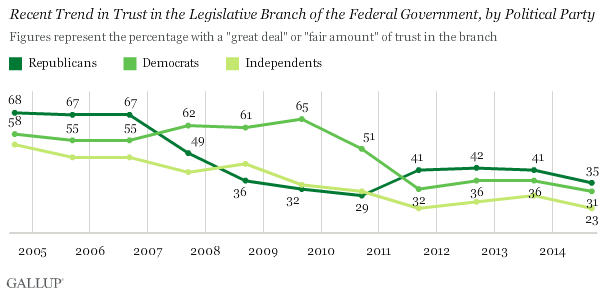 Recent Trend in Trust in the Legislative Branch of the Federal Government, by Political Party
Figures represent the percentage with a "great deal" or "fair amount" of trust in the branch
Republicans Democrats Independents
68 67 67 62 61 65
58 55 55 49 51
41 42 41 35
36 32 29 32 36 36 31
23
2005 2006 2007 2008 2009 2010 2011 2012 2013 2014
GALLUP®